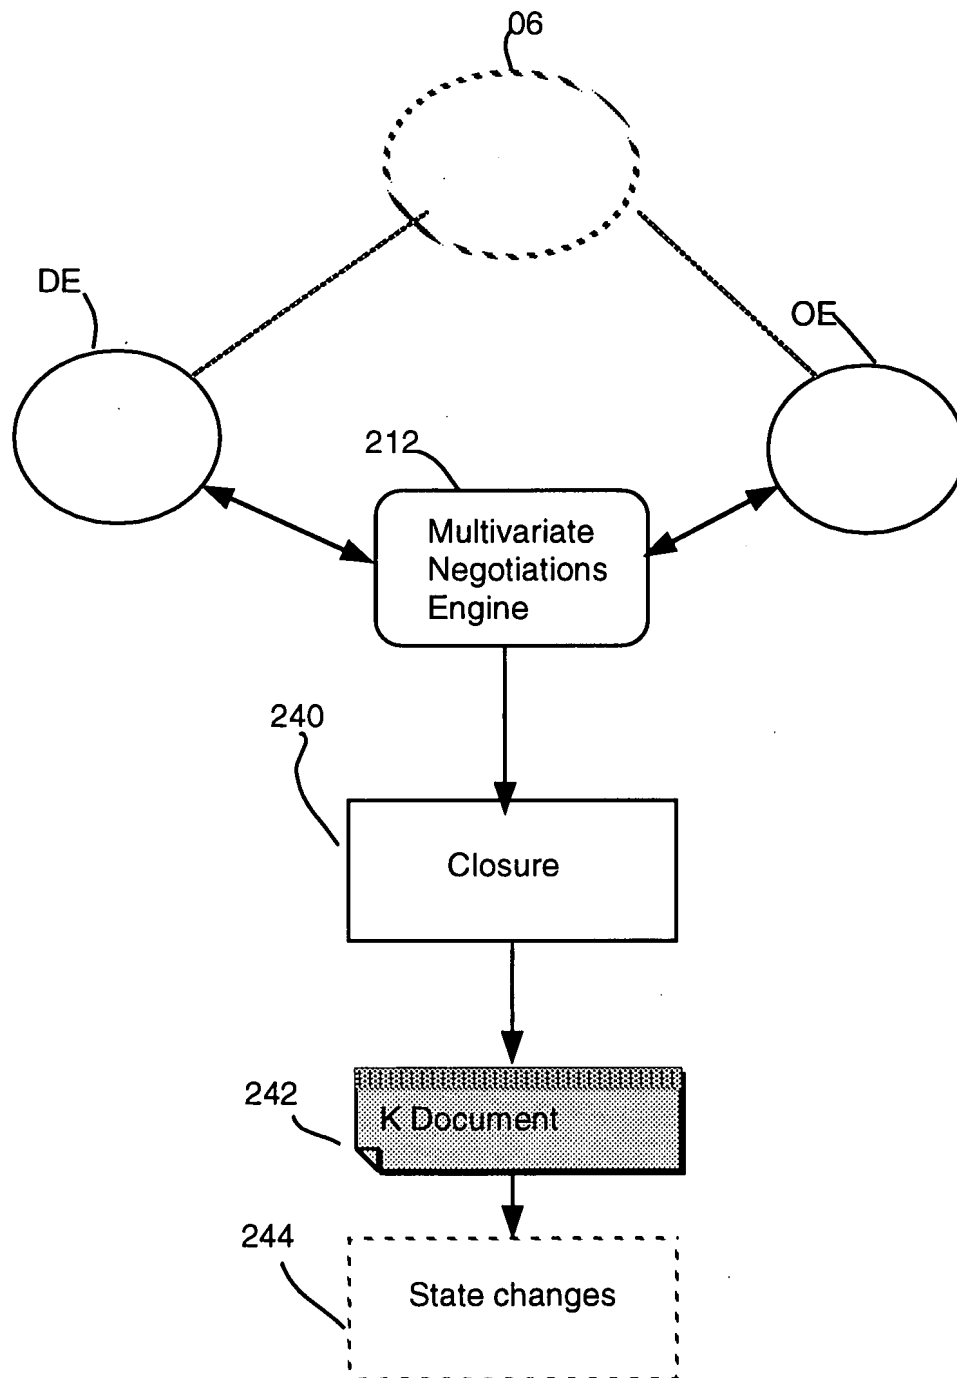 06
DE
OE
212
Multivariate
Negotiations
Engine
240
Closure
242
K Document
244
State changes